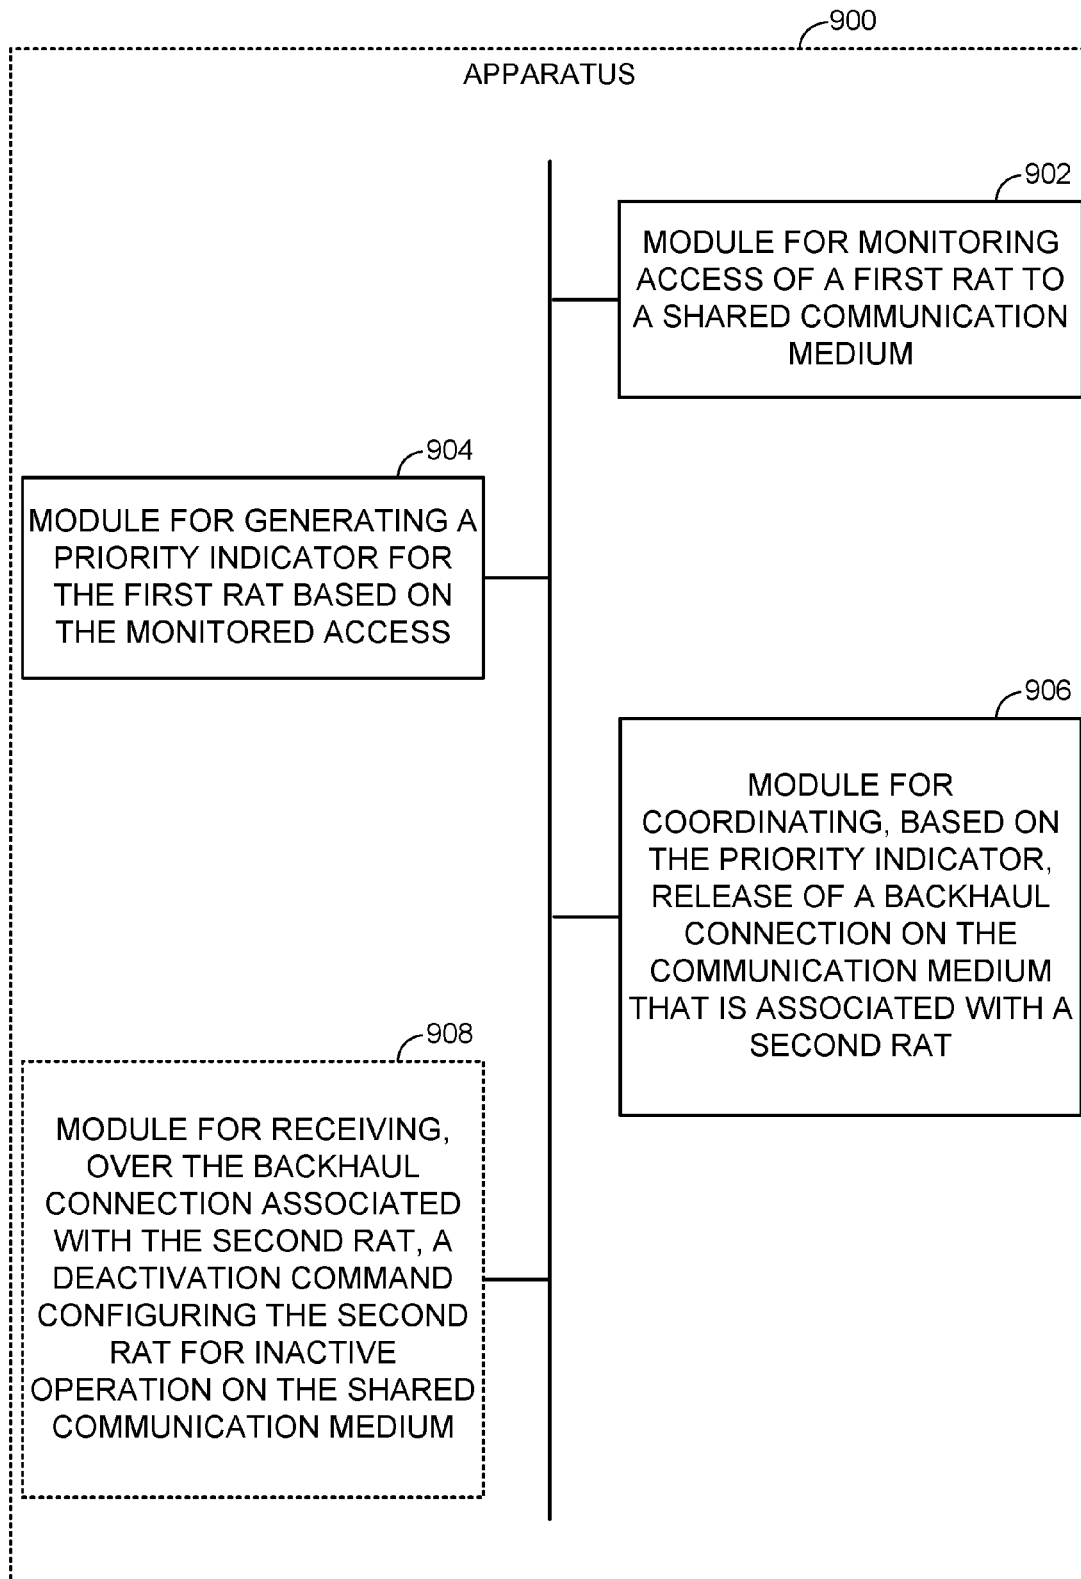 900
APPARATUS
902
MODULE FOR MONITORING
ACCESS OF A FIRST RAT TO
A SHARED COMMUNICATION
MEDIUM
904
MODULE FOR GENERATING A
PRIORITY INDICATOR FOR
THE FIRST RAT BASED ON
THE MONITORED ACCESS
906
MODULE FOR
COORDINATING, BASED ON
THE PRIORITY INDICATOR,
RELEASE OF A BACKHAUL
CONNECTION ON THE
COMMUNICATION MEDIUM
THAT IS ASSOCIATED WITH A
SECOND RAT
908
MODULE FOR RECEIVING,
OVER THE BACKHAUL
CONNECTION ASSOCIATED
WITH THE SECOND RAT, A
DEACTIVATION COMMAND
CONFIGURING THE SECOND
RAT FOR INACTIVE
OPERATION ON THE SHARED
COMMUNICATION MEDIUM